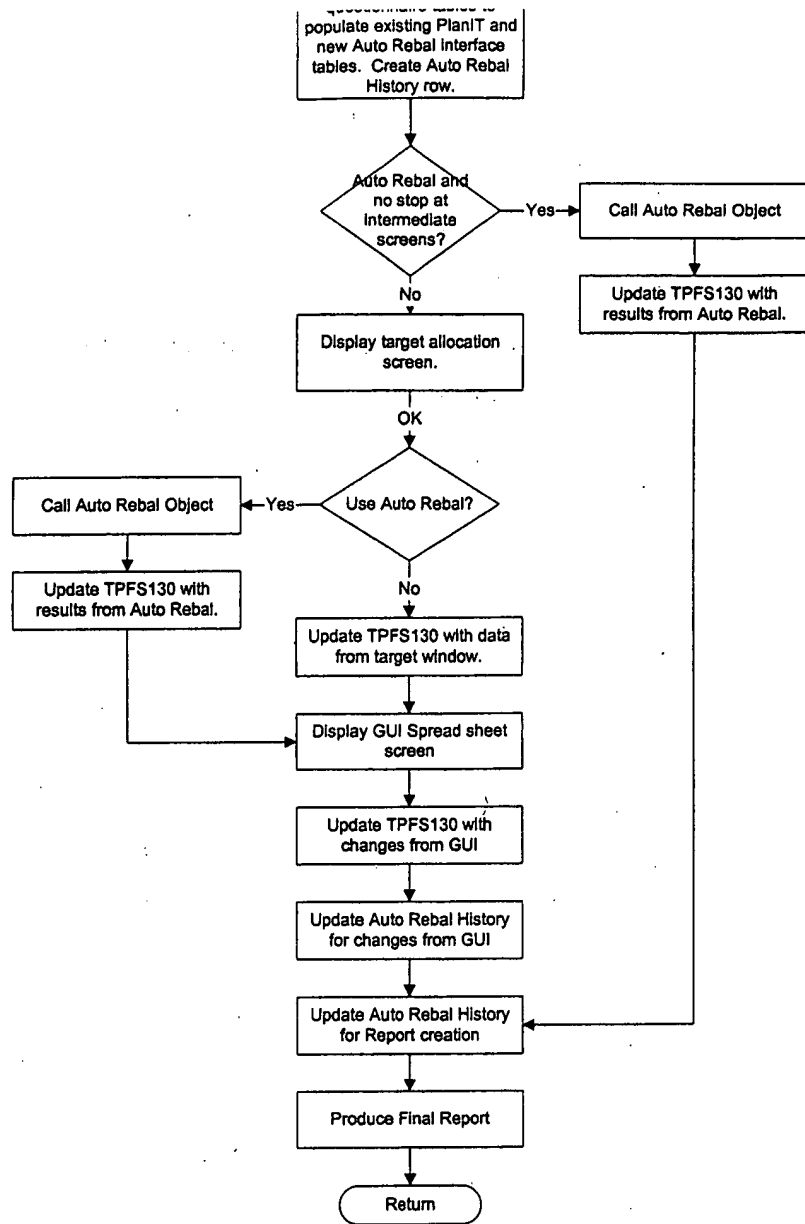 questionnaire tables to
populate existing PlanIT and
new Auto Rebal Interface
tables. Create Auto Rebal
History row.
Auto Rebal and
no stop at
Intermediate
screens?
Yes
Call Auto Rebal Object
Update TPFS130 with
results from Auto Rebal.
No
Display target allocation
screen.
OK
Use Auto Rebal?
Yes
Call Auto Rebal Object
Update TPFS130 with
results from Auto Rebal.
No
Update TPFS130 with data
from target window.
Display GUI Spread sheet
screen
Update TPFS130 with
changes from GUI
Update Auto Rebal History
for changes from GUI
Update Auto Rebal History
for Report creation
Produce Final Report
Return